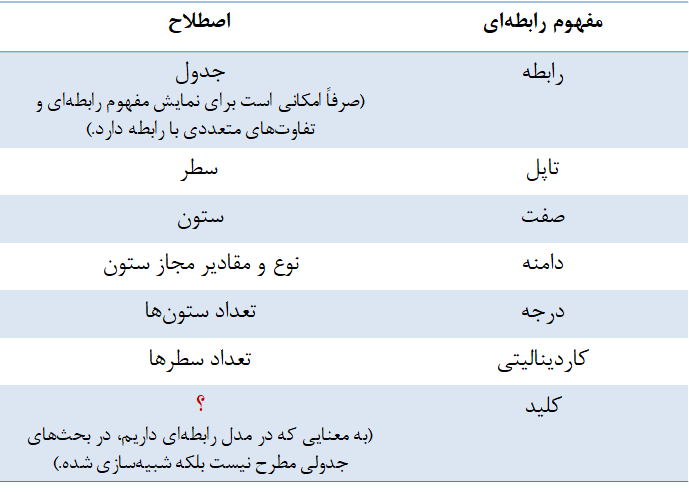 مفهوم رابطه‌ای اصطلاح
رابطه جدول
(صرفاً امکانی است برای نمایش مفهوم رابطه‌ای و
تفاوت‌های متعددی با رابطه دارد.)
تاپل سطر
صفت ستون
دامنه نوع و مقادیر مجاز ستون
درجه تعداد ستون‌ها
کاردینالیتی تعداد سطرها
کلید ؟
(به معنایی که در مدل رابطه‌ای داریم، در بحث‌های
جدولی مطرح نیست بلکه شبیه‌سازی شده.)